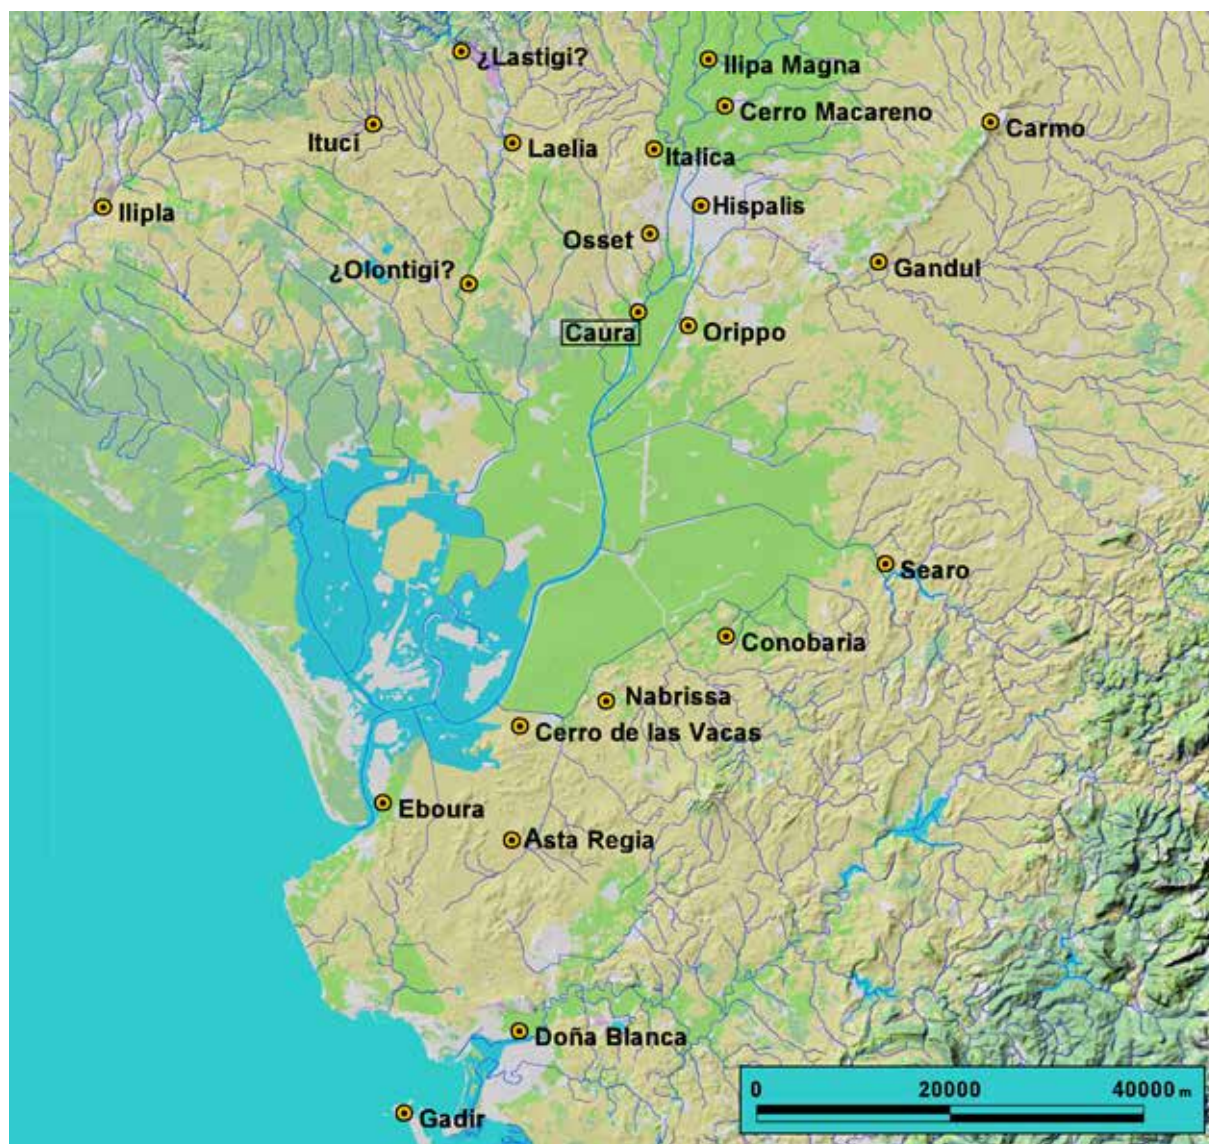 ¿Lastigi?
Ilipa Magna
Cerro Macareno
Carmo
Ituci
Laelia
Italica
Ilipla
Hispalis
Osset
¿Olontigi?
Gandul
Caura
Orippo
Searo
Conobaria
Nabrissa
Cerro de las Vacas
Eboura
Asta Regia
Doña Blanca
0 20000 40000 m
Gadir